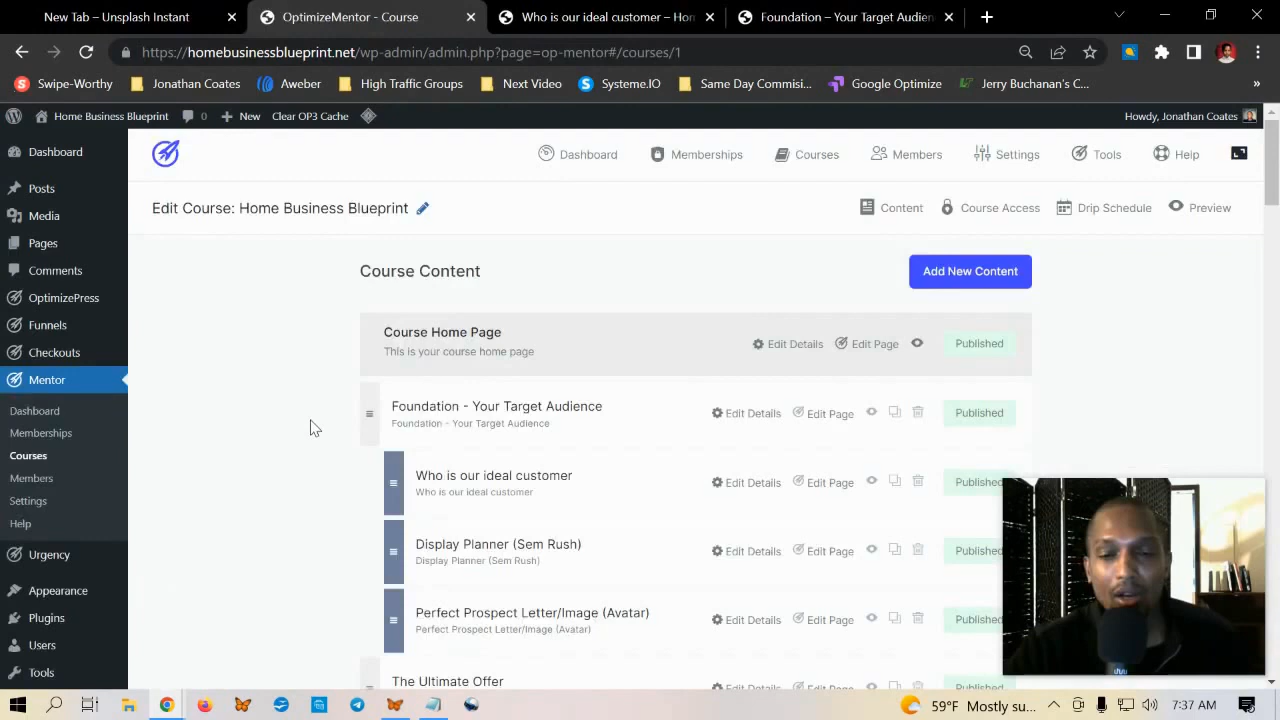 New Tab - Unsplash Instant
OptimizeMentor - Course
Who is our ideal customer – Hor
Foundation – Your Target Audien
https://homebusinessblueprint.net/wp-admin/admin.php?page=op-mentor#/courses/1
Swipe-Worthy
Jonathan Coates
Aweber
High Traffic Groups
Next Video
Systeme.IO
Same Day Commisi...
Google Optimize
Jerry Buchanan's C...
»
Home Business Blueprint
0
New
Clear OP3 Cache
Howdy, Jonathan Coates
Dashboard
Posts
Media
Pages
Comments
OptimizePress
Funnels
Checkouts
Mentor
Dashboard
Memberships
Courses
Members
Settings
Help
Urgency
Appearance
Plugins
Users
Tools
Dashboard
Memberships
Courses
Members
Settings
Tools
Help
Edit Course: Home Business Blueprint
Content
Course Access
Drip Schedule
Preview
Course Content
Add New Content
Course Home Page
This is your course home page
Edit Details
Edit Page
Published
Foundation - Your Target Audience
Foundation - Your Target Audience
Edit Details
Edit Page
Published
Who is our ideal customer
Who is our ideal customer
Edit Details
Edit Page
Published
Display Planner (Sem Rush)
Display Planner (Sem Rush)
Edit Details
Edit Page
Published
Perfect Prospect Letter/Image (Avatar)
Perfect Prospect Letter/Image (Avatar)
Edit Details
Edit Page
Published
The Ultimate Offer
Edit Details
Edit Page
Published
59°F Mostly su...
7:37 AM